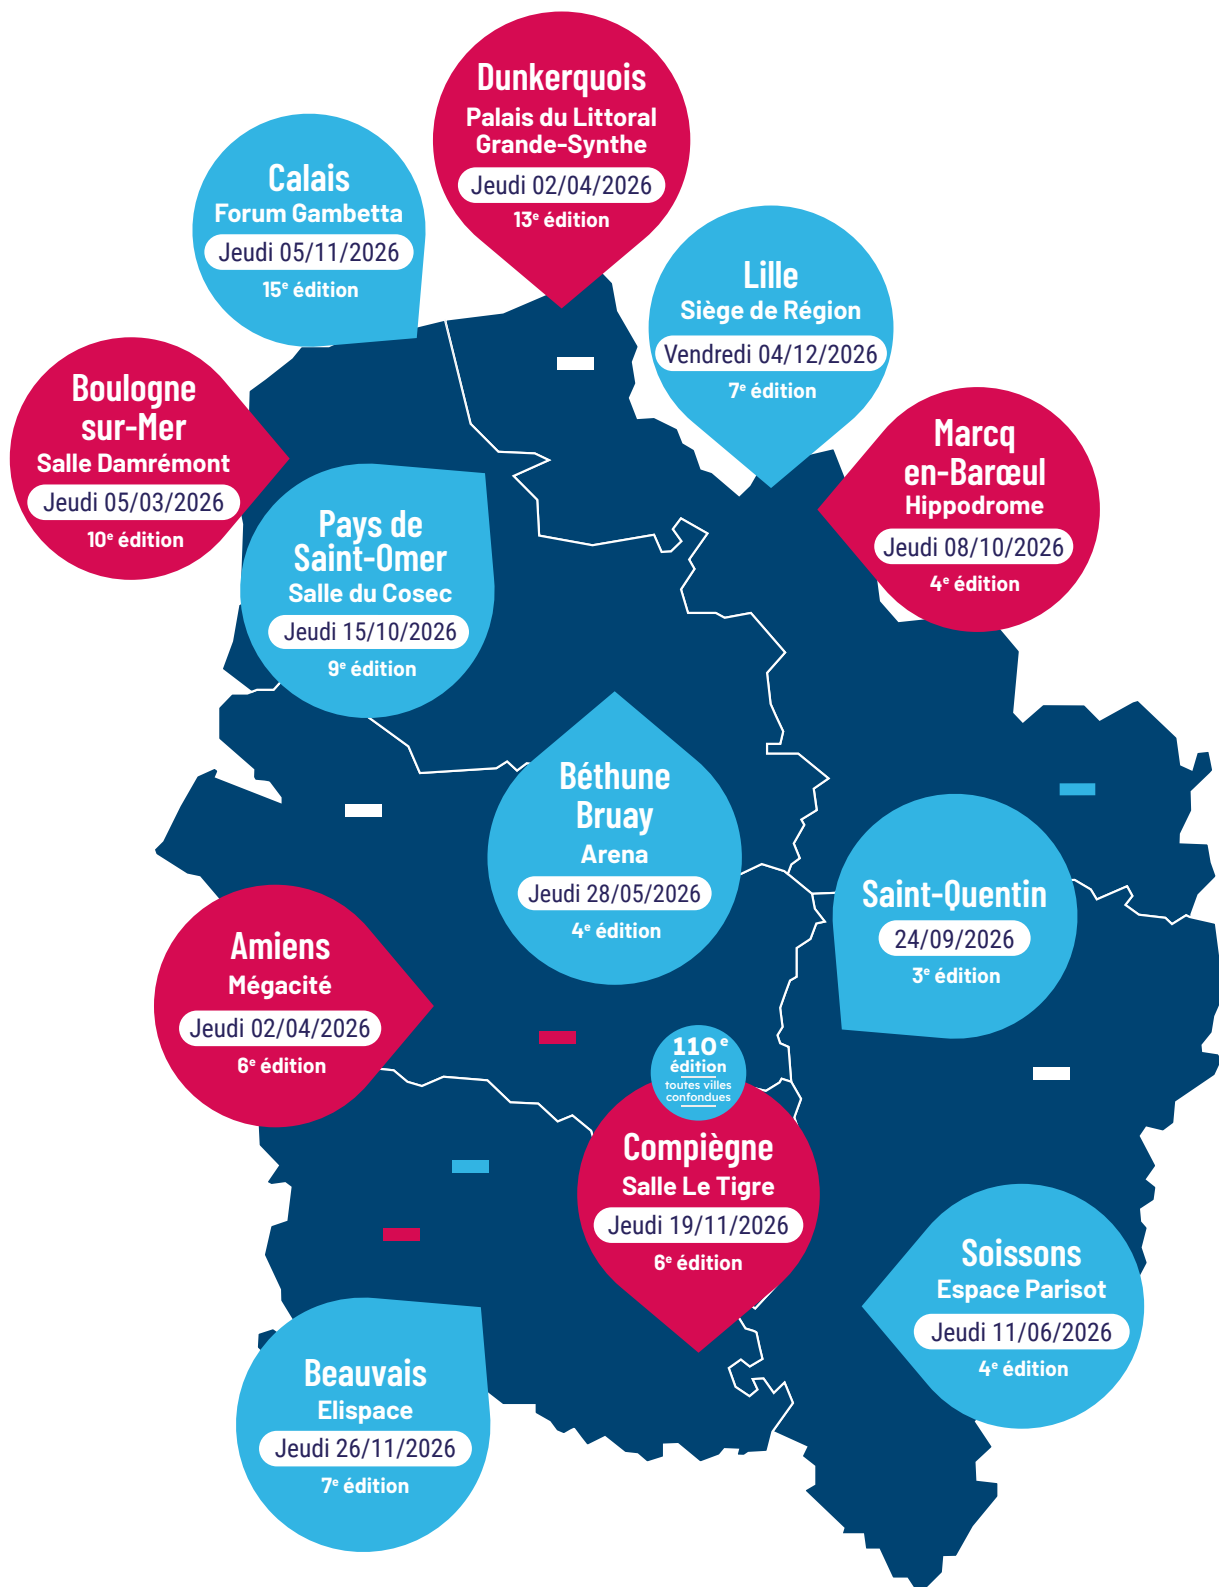 Dunkerquois
Palais du Littoral
Grande-Synthe
Jeudi 02/04/2026
13e édition
Calais
Forum Gambetta
Jeudi 05/11/2026
15e édition
Lille
Siège de Région
Vendredi 04/12/2026
7e édition
Boulogne
sur-Mer
Salle Damrémont
Jeudi 05/03/2026
10e édition
Marcq
en-Barœul
Hippodrome
Jeudi 08/10/2026
4e édition
Pays de
Saint-Omer
Salle du Cosec
Jeudi 15/10/2026
9e édition
Béthune
Bruay
Arena
Jeudi 28/05/2026
4e édition
Saint-Quentin
24/09/2026
3e édition
Amiens
Mégacité
Jeudi 02/04/2026
6e édition
110e
édition
toutes villes
confondues
Compiègne
Salle Le Tigre
Jeudi 19/11/2026
6e édition
Soissons
Espace Parisot
Jeudi 11/06/2026
4e édition
Beauvais
Elispace
Jeudi 26/11/2026
7e édition